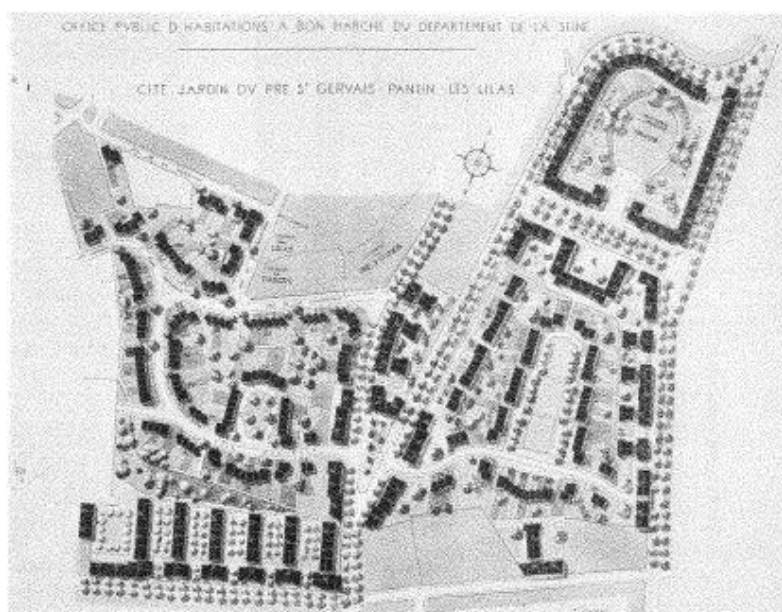 OFFICE PVBLIC D'HABITATIONS A BON MARCHE DV DEPARTEMENT DE LA SEINE
CITE JARDIN DV PRE ST GERVAIS PANTIN LES LILAS